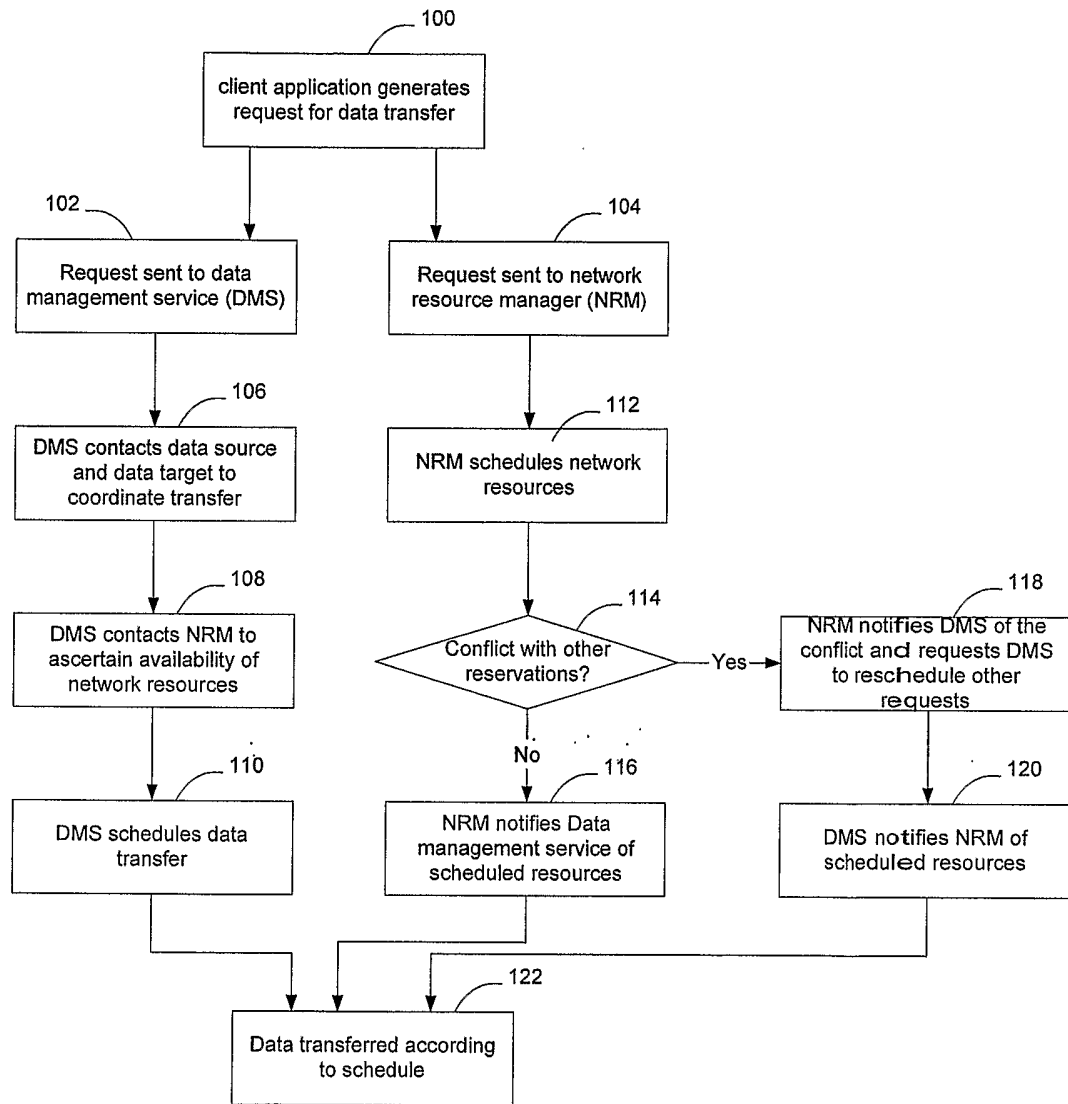 100
client application generates
request for data transfer
102
104
Request sent to data
management service (DMS)
Request sent to network
resource manager (NRM)
106
112
DMS contacts data source
and data target to
coordinate transfer
NRM schedules network
resources
108
114
118
DMS contacts NRM to
ascertain availability of
network resources
Conflict with other
reservations?
Yes
NRM notifies DMS of the
conflict and requests DMS
to reschedule other
requests
No
110
116
120
DMS schedules data
transfer
NRM notifies Data
management service of
scheduled resources
DMS notifies NRM of
scheduled resources
122
Data transferred according
to schedule